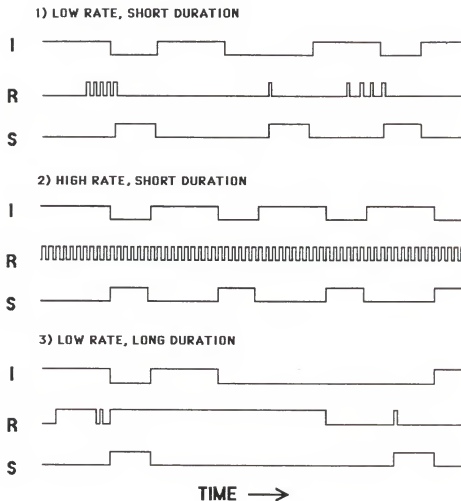 1) LOW RATE, SHORT DURATION
I
R
S
2) HIGH RATE, SHORT DURATION
I
R
S
3) LOW RATE, LONG DURATION
I
R
S
TIME →